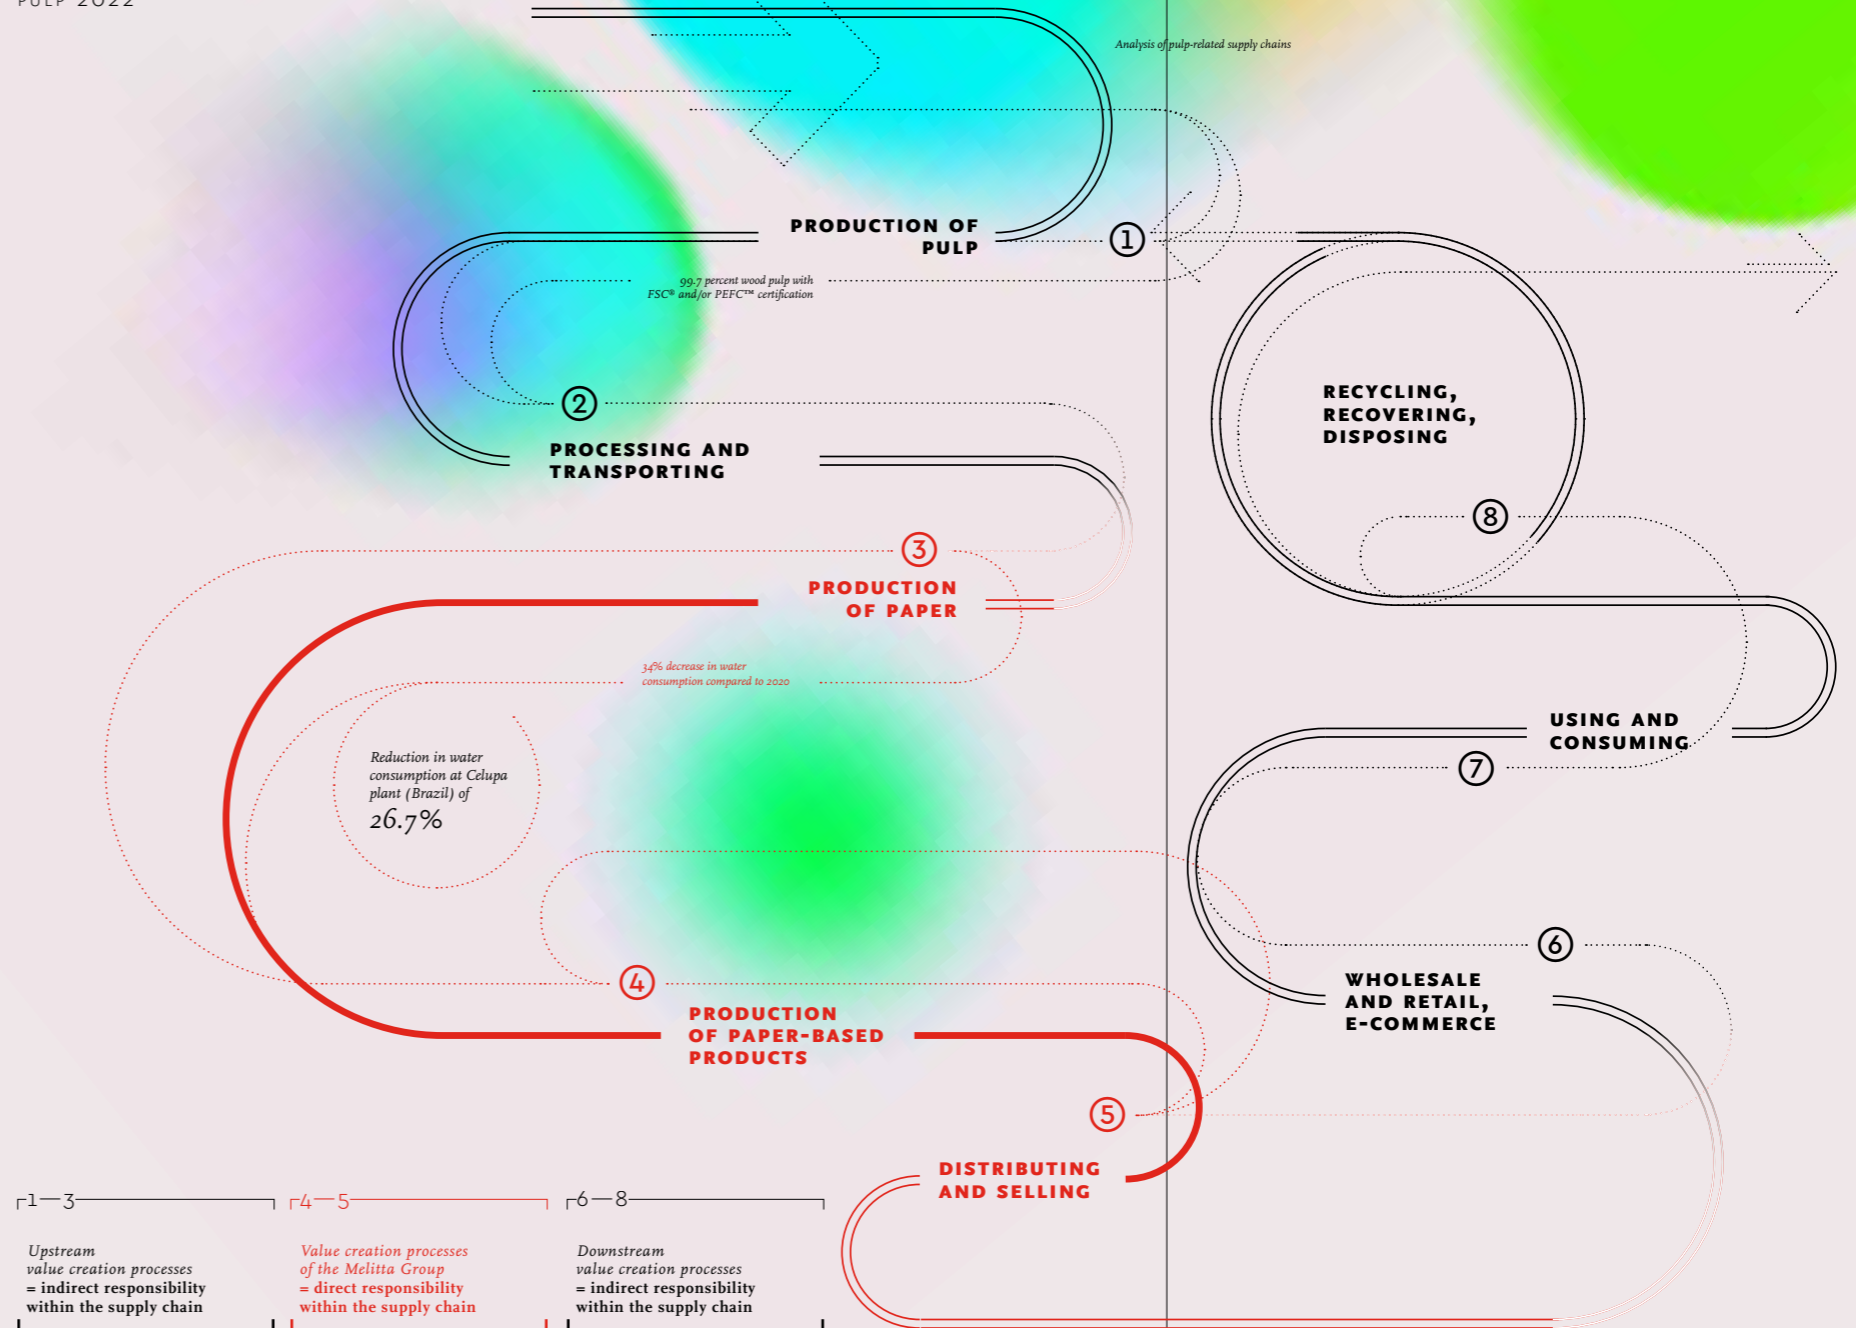 PULP 2022
Analysis of pulp-related supply chains
PRODUCTION OF
PULP
1
99.7 percent wood pulp with
FSC® and/or PEFC™ certification
2
PROCESSING AND
TRANSPORTING
RECYCLING,
RECOVERING,
DISPOSING
8
3
PRODUCTION
OF PAPER
34% decrease in water
consumption compared to 2020
Reduction in water
consumption at Celupa
plant (Brazil) of
26.7%
USING AND
CONSUMING
7
6
WHOLESALE
AND RETAIL,
E-COMMERCE
4
PRODUCTION
OF PAPER-BASED
PRODUCTS
5
DISTRIBUTING
AND SELLING
1—3
Upstream
value creation processes
= indirect responsibility
within the supply chain
4—5
Value creation processes
of the Melitta Group
= direct responsibility
within the supply chain
6—8
Downstream
value creation processes
= indirect responsibility
within the supply chain